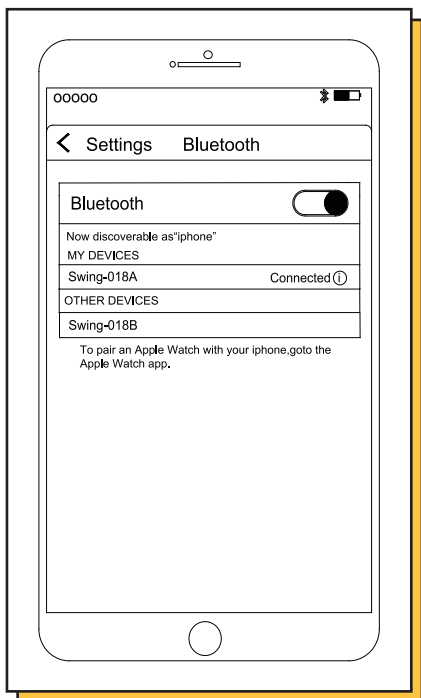 ooooo
Settings Bluetooth
Bluetooth
Now discoverable as“iphone”
MY DEVICES
Swing-018A Connected i
OTHER DEVICES
Swing-018B
To pair an Apple Watch with your iphone,goto the
Apple Watch app.